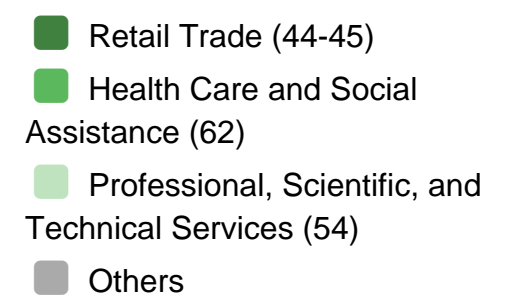 Retail Trade (44-45)
Health Care and Social
Assistance (62)
Professional, Scientific, and
Technical Services (54)
Others